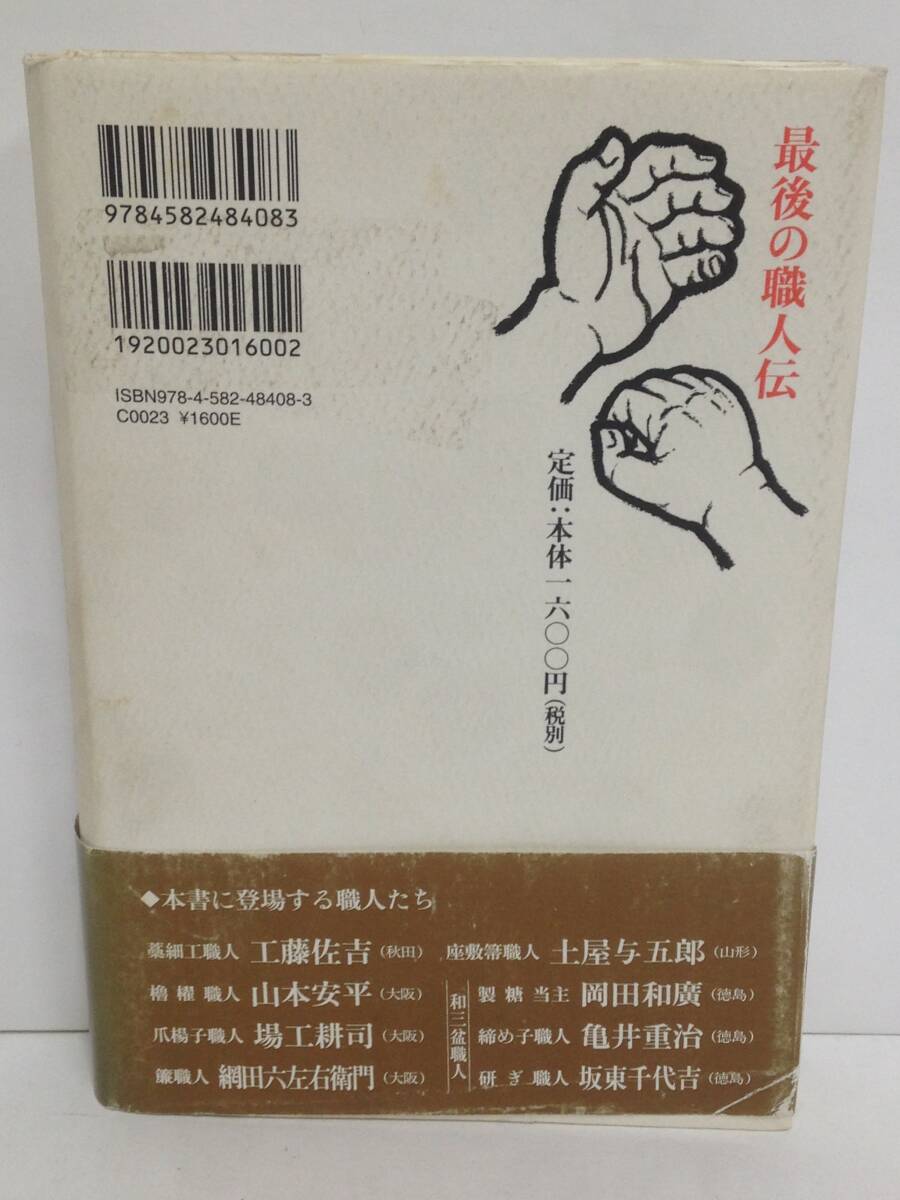 最後の職人伝
9784582484083
1920023016002
ISBN978-4-582-48408-3
C0023 ¥1600E
定価:本体一六〇〇円(税別)
◆本書に登場する職人たち
藁細工職人 工藤佐吉(秋田)
櫓櫂職人 山本安平(大阪)
爪楊子職人 場工耕司(大阪)
簾職人 網田六左右衛門(大阪)
座敷箒職人 土屋与五郎(山形)
和三盆職人
製糖当主 岡田和廣(徳島)
締め子職人 亀井重治(徳島)
研ぎ職人 坂東千代吉(徳島)